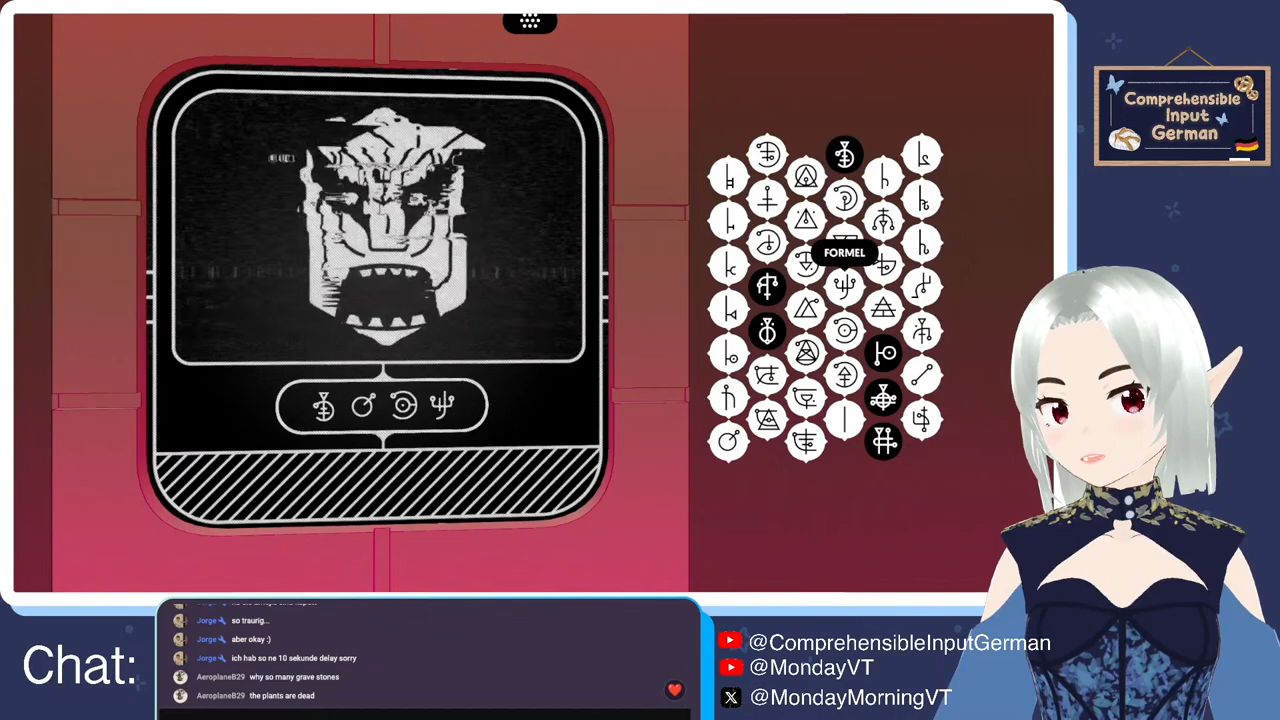 FORMEL
Comprehensible
Input
German
Chat:
Jorge so traurig...
Jorge aber okay :)
Jorge ich hab so ne 10 sekunde delay sorry
AeroplaneB29 why so many grave stones
AeroplaneB29 the plants are dead
@ComprehensibleInputGerman
@MondayVT
@MondayMorningVT